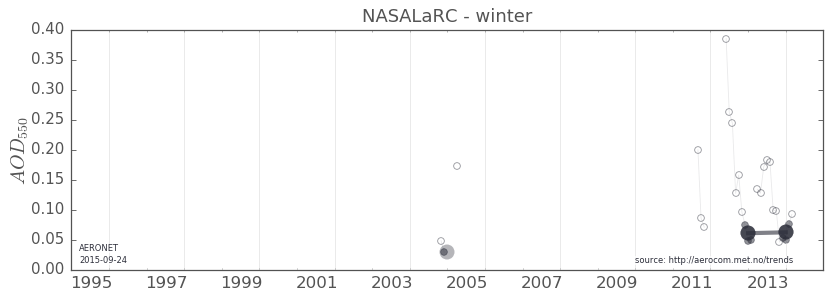 NASALaRC - winter
0.40
0.35
0.30
0.25
0.20
0.15
0.10
0.05
0.00
AOD550
AERONET
2015-09-24
source: http://aerocom.met.no/trends
1995 1997 1999 2001 2003 2005 2007 2009 2011 2013